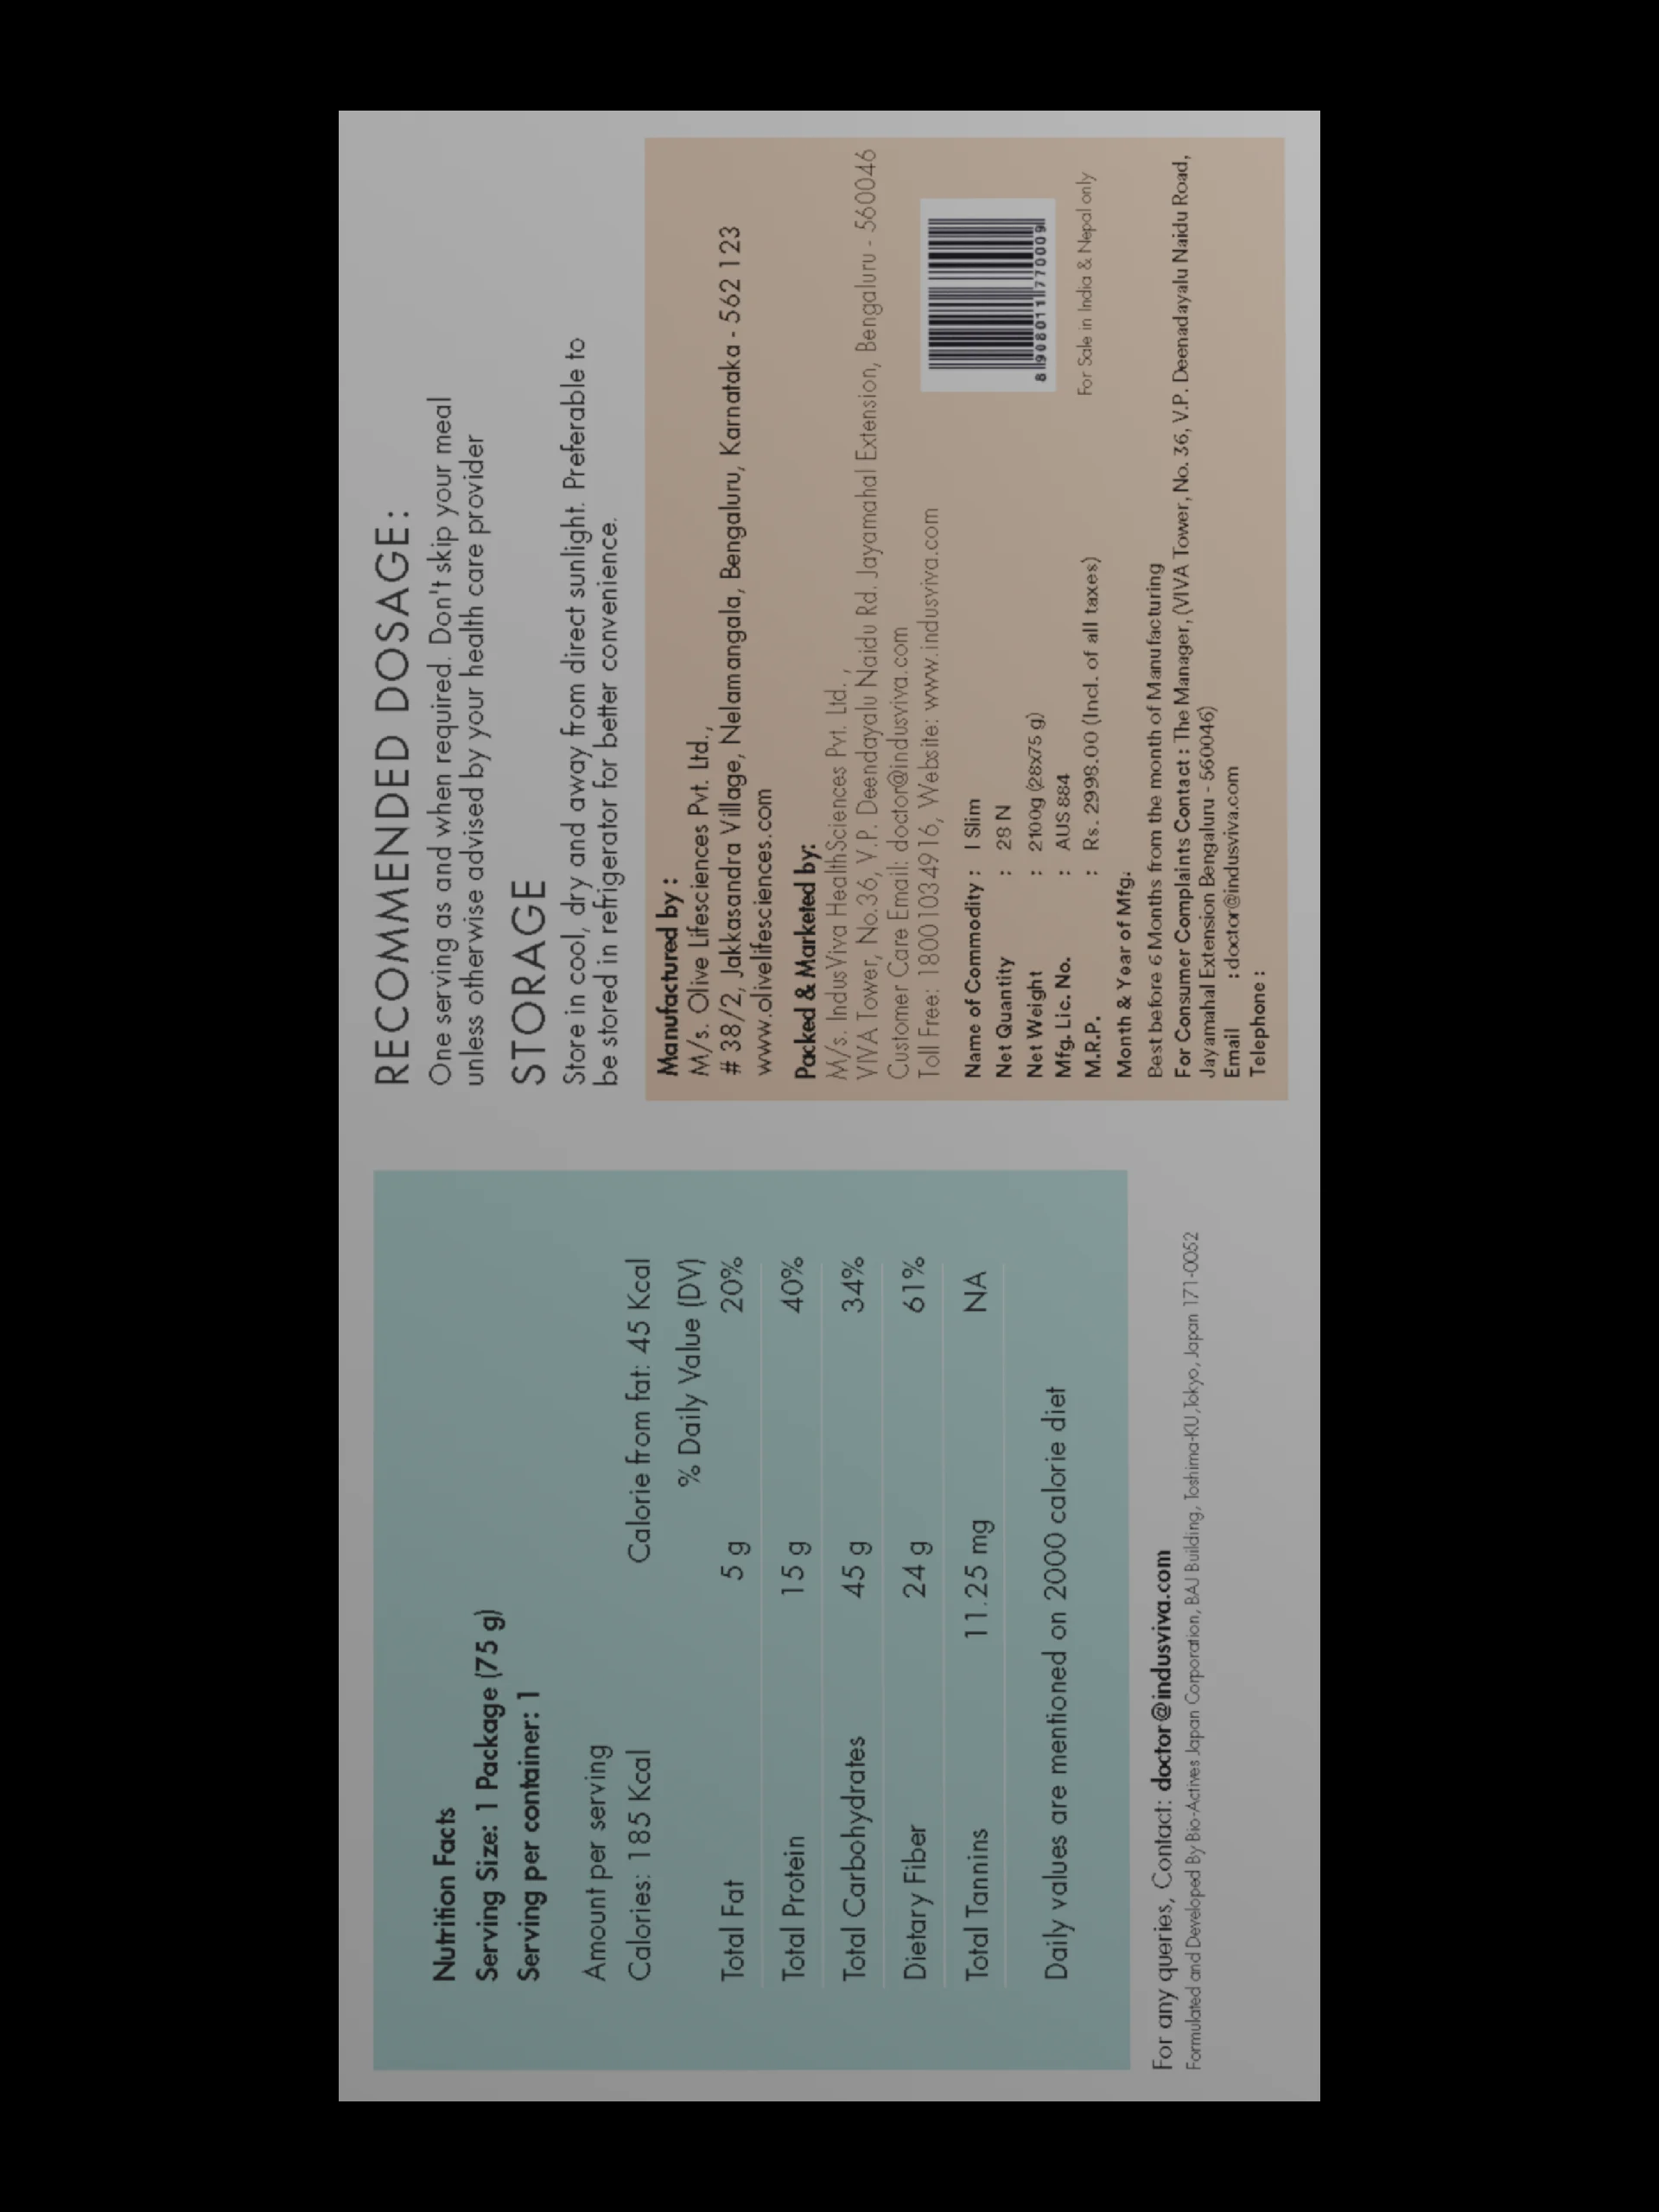 Nutrition Facts
Serving Size: 1 Package (75 g)
Serving per container: 1
Amount per serving
Calories: 185 Kcal Calorie from fat: 45 Kcal
% Daily Value (DV)
Total Fat 5 g 20%
Total Protein 15 g 40%
Total Carbohydrates 45 g 34%
Dietary Fiber 24 g 61%
Total Tannins 11.25 mg NA
Daily values are mentioned on 2000 calorie diet
For any queries, Contact: doctor@indusviva.com
Formulated and Developed By Bio-Actives Japan Corporation, BAJ Building, Toshima-KU,Tokyo, Japan 171-0052
RECOMMENDED DOSAGE:
One serving as and when required. Don't skip your meal
unless otherwise advised by your health care provider
STORAGE
Store in cool, dry and away from direct sunlight. Preferable to
be stored in refrigerator for better convenience.
Manufactured by :
M/s. Olive Lifesciences Pvt. Ltd.,
# 38/2, Jakkasandra Village, Nelamangala, Bengaluru, Karnataka - 562 123
www.olivelifesciences.com
Packed & Marketed by:
M/s. IndusViva HealthSciences Pvt. Ltd. ,
VIVA Tower, No.36, V.P. Deendayalu Naidu Rd. Jayamahal Extension, Bengaluru - 560046
Customer Care Email: doctor@indusviva.com
Toll Free: 18001034916, Website: www.indusviva.com
Name of Commodity : I Slim
Net Quantity : 28 N
Net Weight : 2100g (28x75 g)
Mfg. Lic. No. : AUS 884
M.R.P. : Rs. 2998.00 (Incl. of all taxes)
Month & Year of Mfg.
8908011770009
For Sale in India & Nepal only
Best before 6 Months from the month of Manufacturing
For Consumer Complaints Contact : The Manager, (VIVA Tower, No. 36, V.P. Deenadayalu Naidu Road,
Jayamahal Extension Bengaluru - 560046)
Email : doctor@indusviva.com
Telephone :